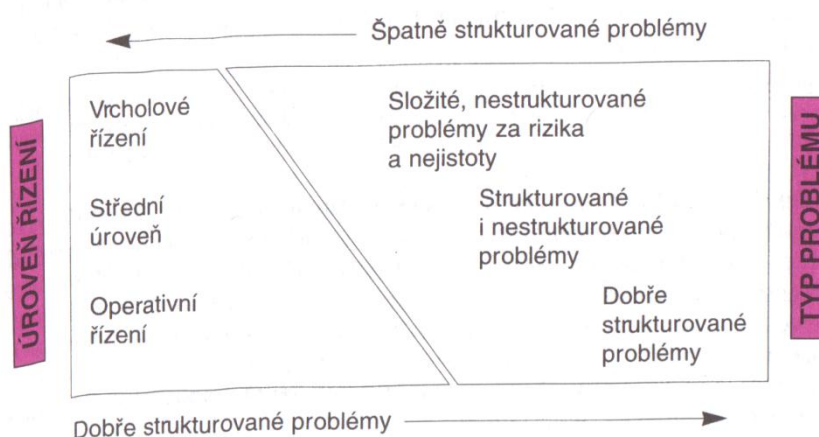 Špatně strukturované problémy
ÚROVEŇ ŘÍZENÍ
Vrcholové
řízení
Střední
úroveň
Operativní
řízení
Složité, nestrukturované
problémy za rizika
a nejistoty
Strukturované
i nestrukturované
problémy
Dobře
strukturované
problémy
TYP PROBLÉMU
Dobře strukturované problémy